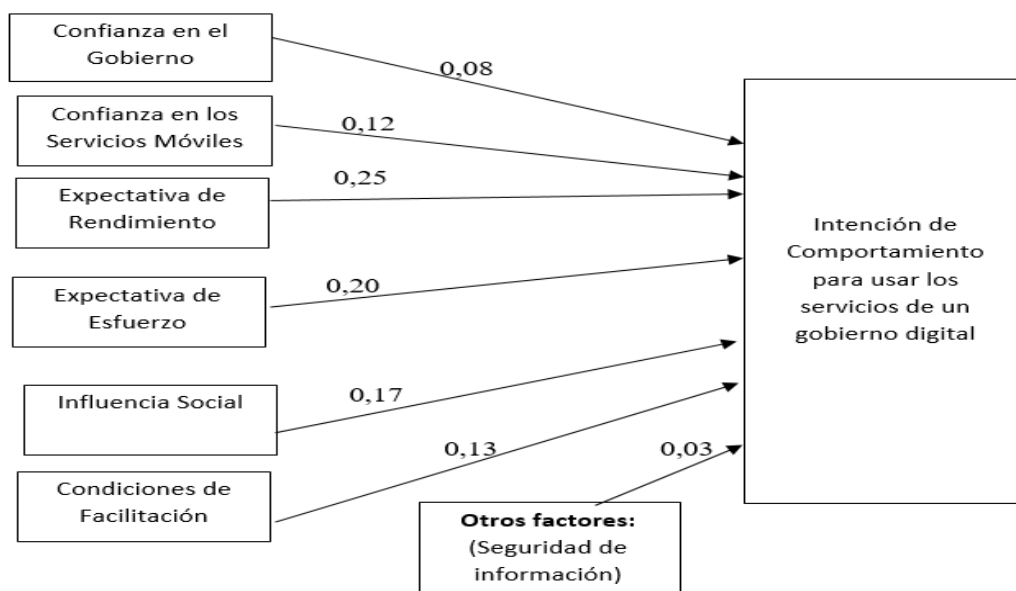 Confianza en el
Gobierno
0,08
Confianza en los
Servicios Móviles
0,12
Expectativa de
Rendimiento
0,25
Expectativa de
Esfuerzo
0,20
Influencia Social
0,17
Condiciones de
Facilitación
0,13
Otros factores:
(Seguridad de
información)
0,03
Intención de
Comportamiento
para usar los
servicios de un
gobierno digital